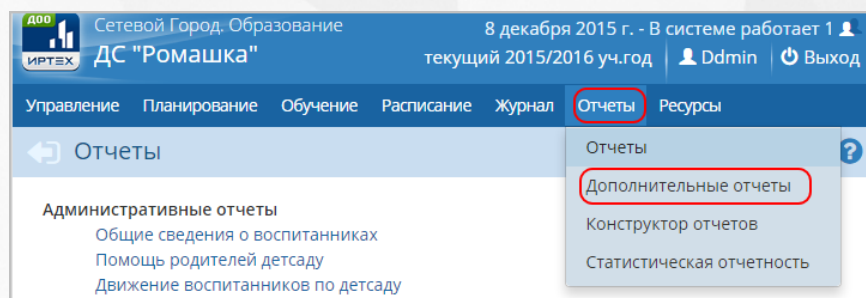 ДОО
ИРТЕХ
Сетевой Город. Образование
ДС "Ромашка"
8 декабря 2015 г. - В системе работает 1
текущий 2015/2016 уч.год Ddmin Выход
Управление Планирование Обучение Расписание Журнал Отчеты Ресурсы
Отчеты
?
Отчеты
Дополнительные отчеты
Конструктор отчетов
Статистическая отчетность
Административные отчеты
Общие сведения о воспитанниках
Помощь родителей детсаду
Движение воспитанников по детсаду